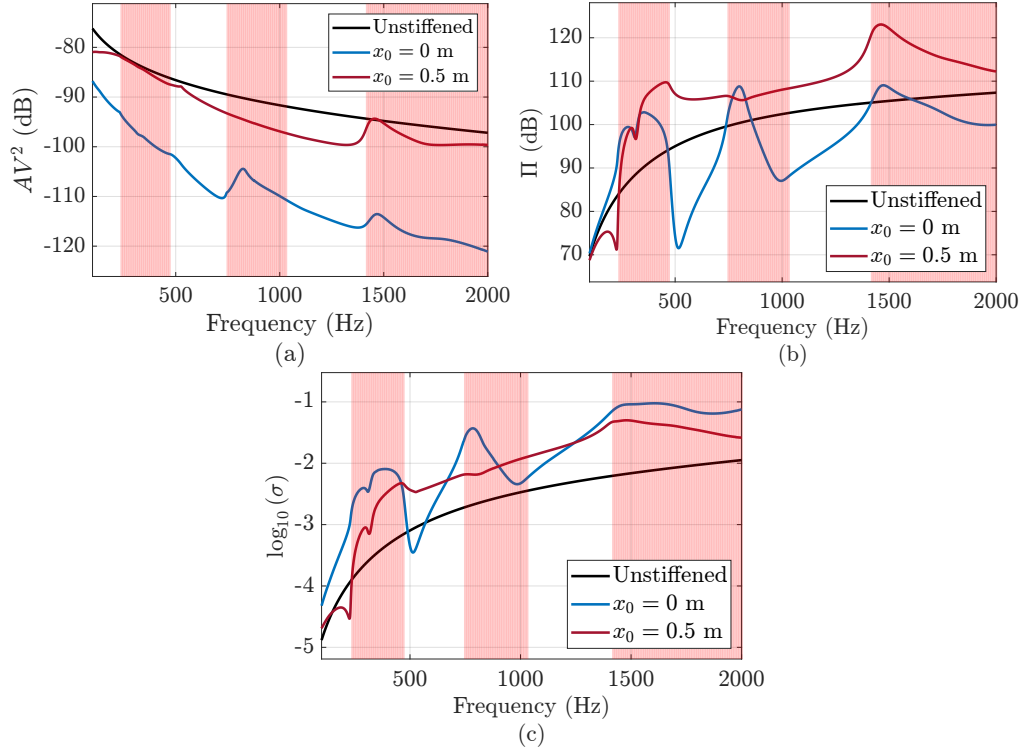 AV² (dB)
-80
-90
-100
-110
-120
500
1000
1500
2000
Frequency (Hz)
Unstiffened
x₀ = 0 m
x₀ = 0.5 m
(a)
Π (dB)
120
110
100
90
80
70
500
1000
1500
2000
Frequency (Hz)
Unstiffened
x₀ = 0 m
x₀ = 0.5 m
(b)
log₁₀(σ)
-1
-2
-3
-4
-5
500
1000
1500
2000
Frequency (Hz)
Unstiffened
x₀ = 0 m
x₀ = 0.5 m
(c)